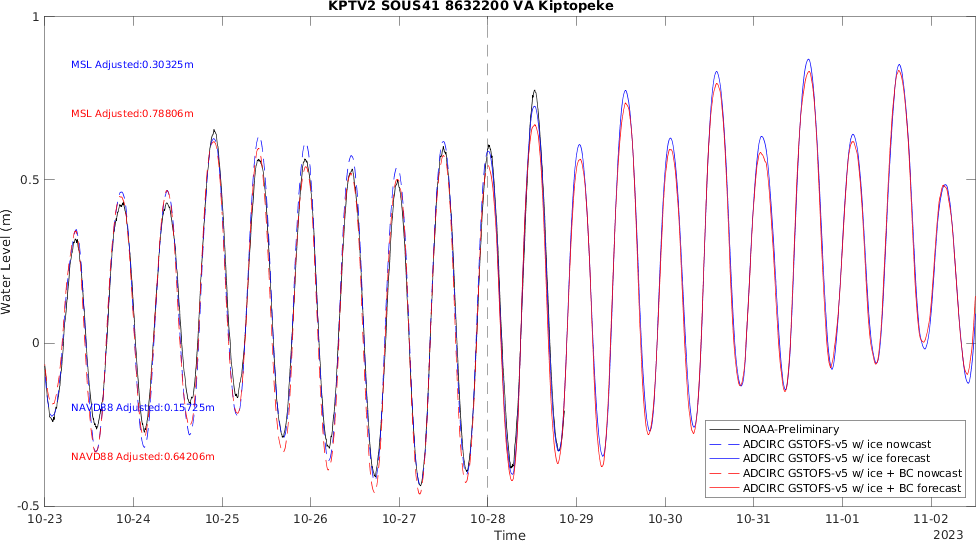 KPTV2 SOUS41 8632200 VA Kiptopeke
1
MSL Adjusted:0.30325m
MSL Adjusted:0.78806m
0.5
Water Level (m)
0
NAVD88 Adjusted:0.15725m
NAVD88 Adjusted:0.64206m
-0.5
NOAA-Preliminary
ADCIRC GSTOFS-v5 w/ ice nowcast
ADCIRC GSTOFS-v5 w/ ice forecast
ADCIRC GSTOFS-v5 w/ ice + BC nowcast
ADCIRC GSTOFS-v5 w/ ice + BC forecast
10-23 10-24 10-25 10-26 10-27 10-28 10-29 10-30 10-31 11-01 11-02
Time
2023